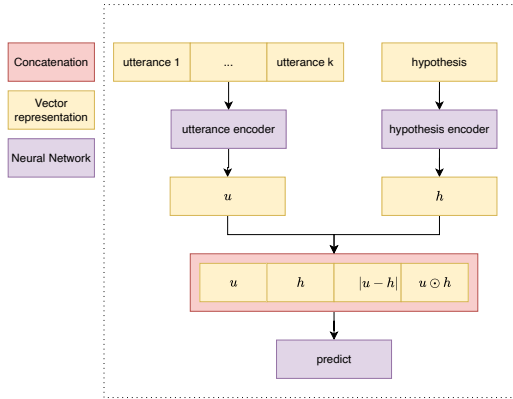 Concatenation
Vector
representation
Neural Network
utterance 1 ... utterance k
hypothesis
utterance encoder
hypothesis encoder
u
h
u h |u − h| u ⊙ h
predict